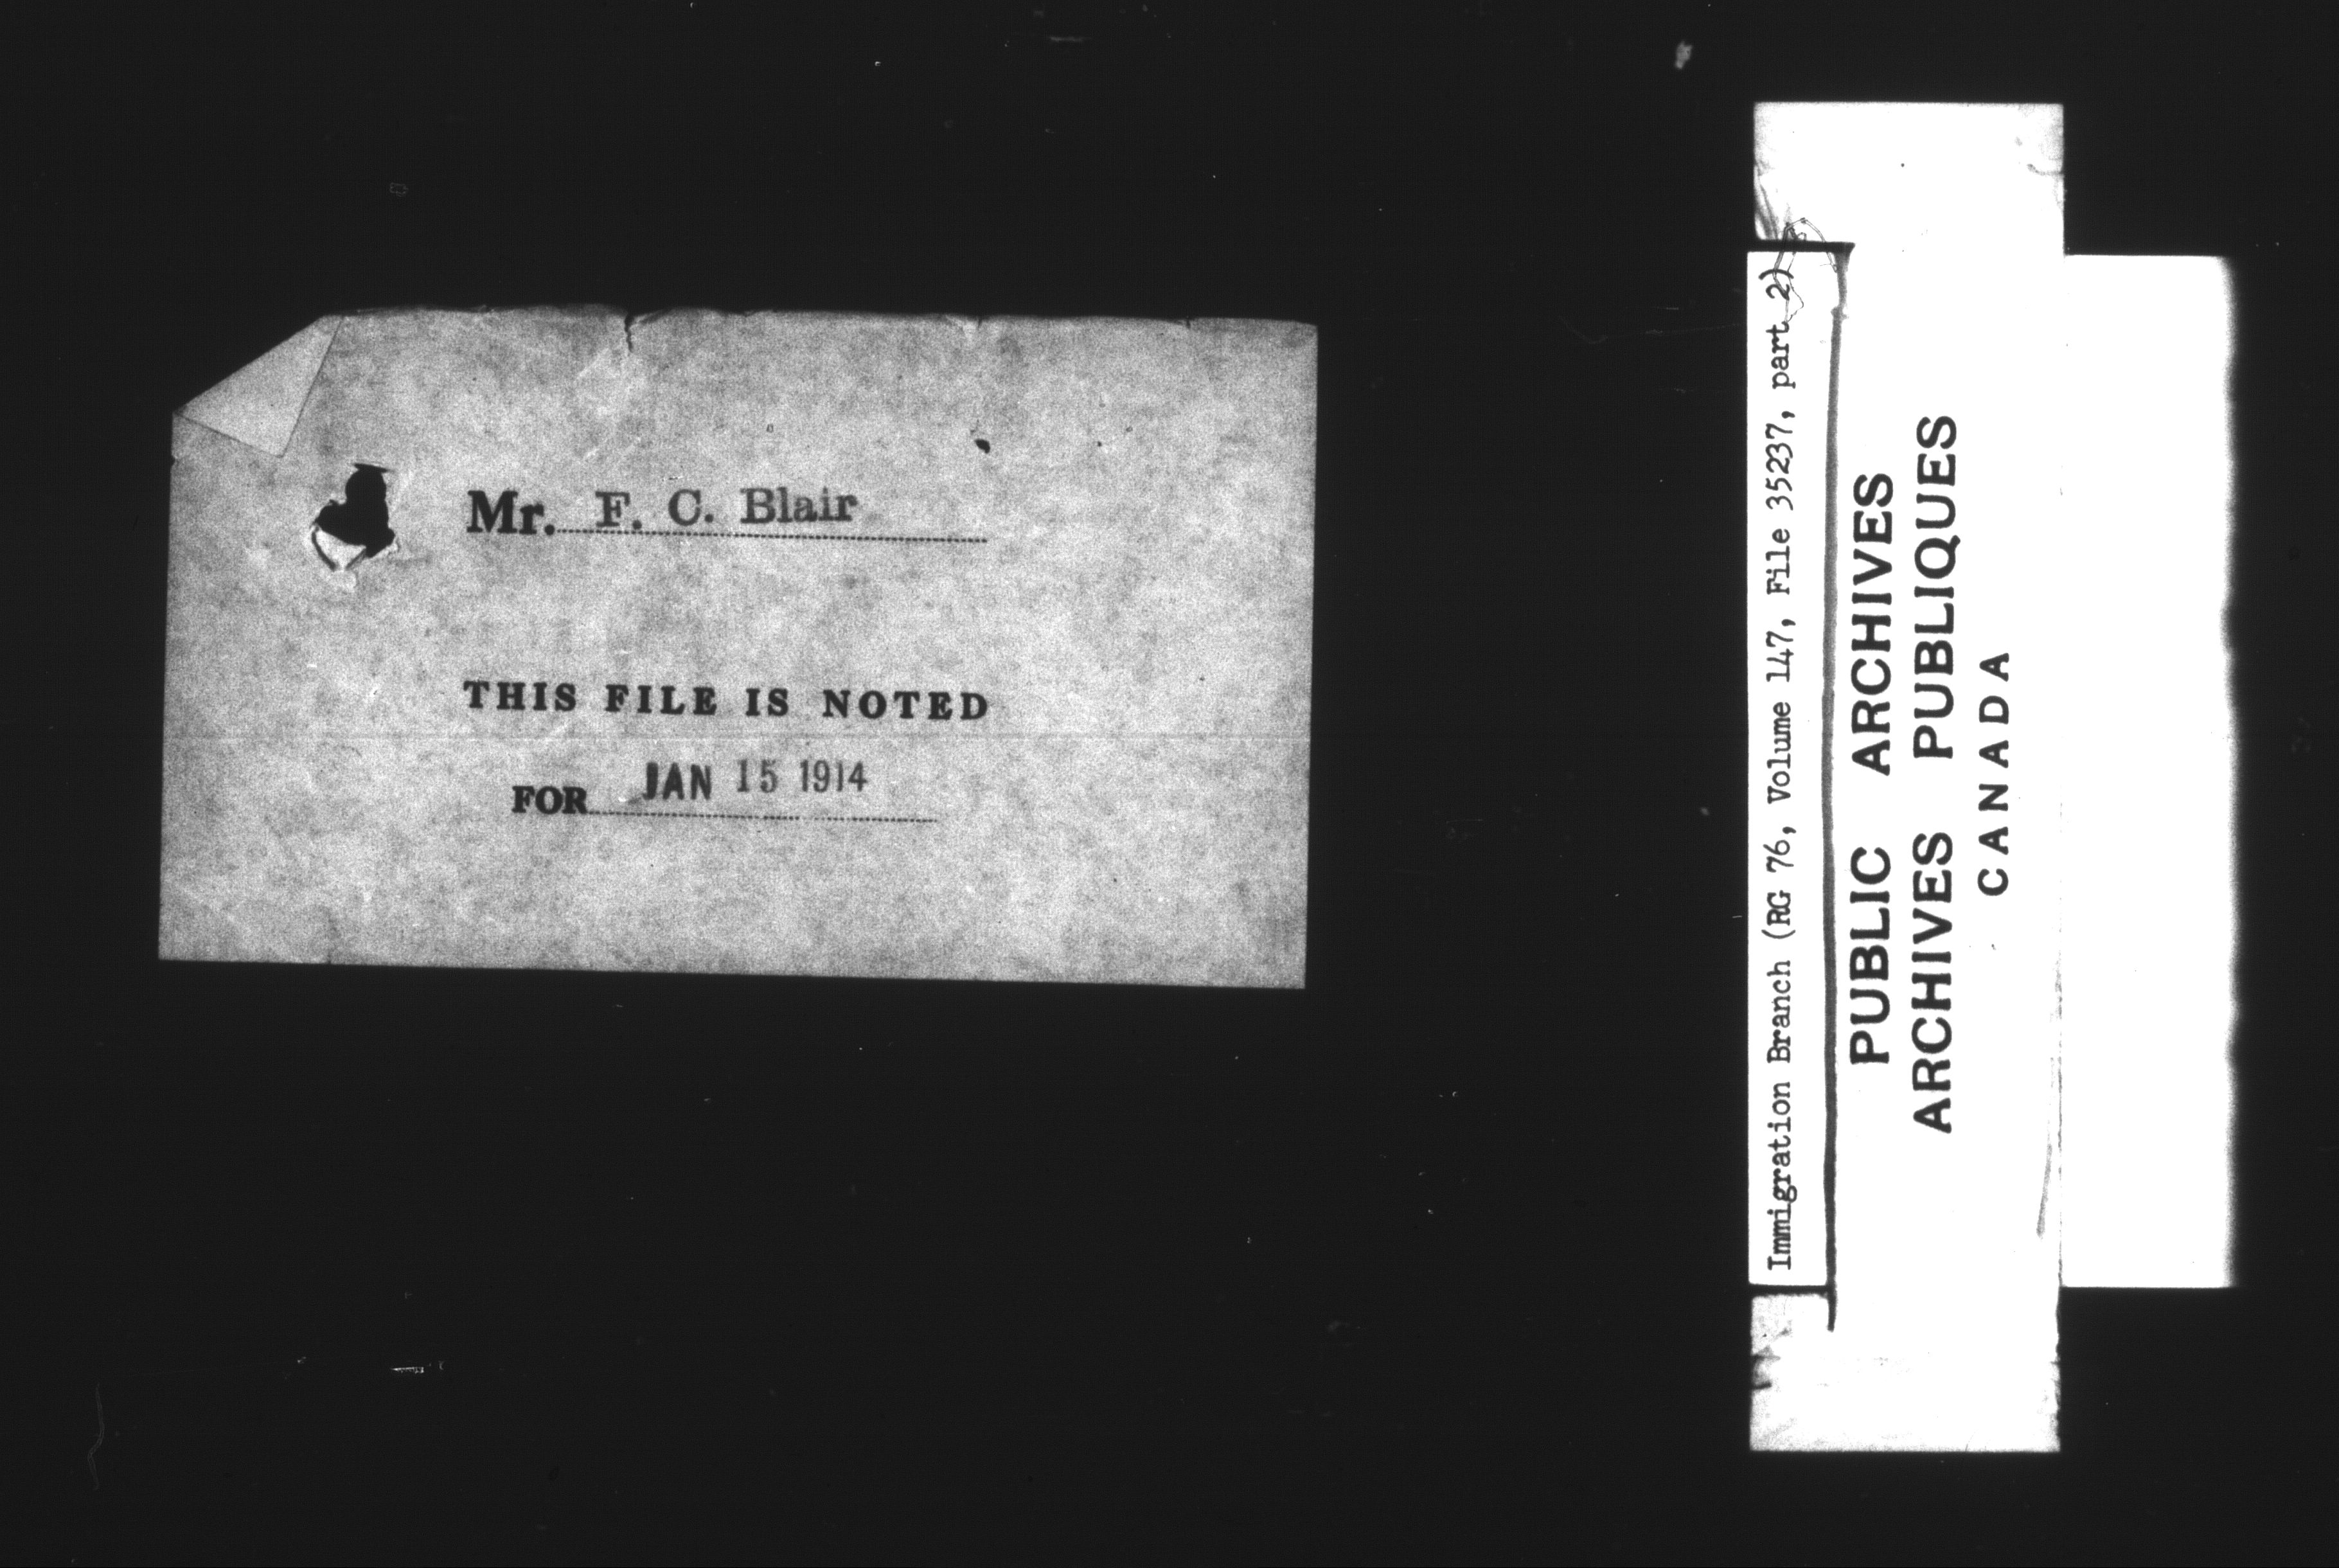 Mr. F. C. Blair
THIS FILE IS NOTED
FOR JAN 15 1914
Immigration Branch (RG 76, Volume 147, File 35237, part 2)
PUBLIC ARCHIVES
ARCHIVES PUBLIQUES
CANADA